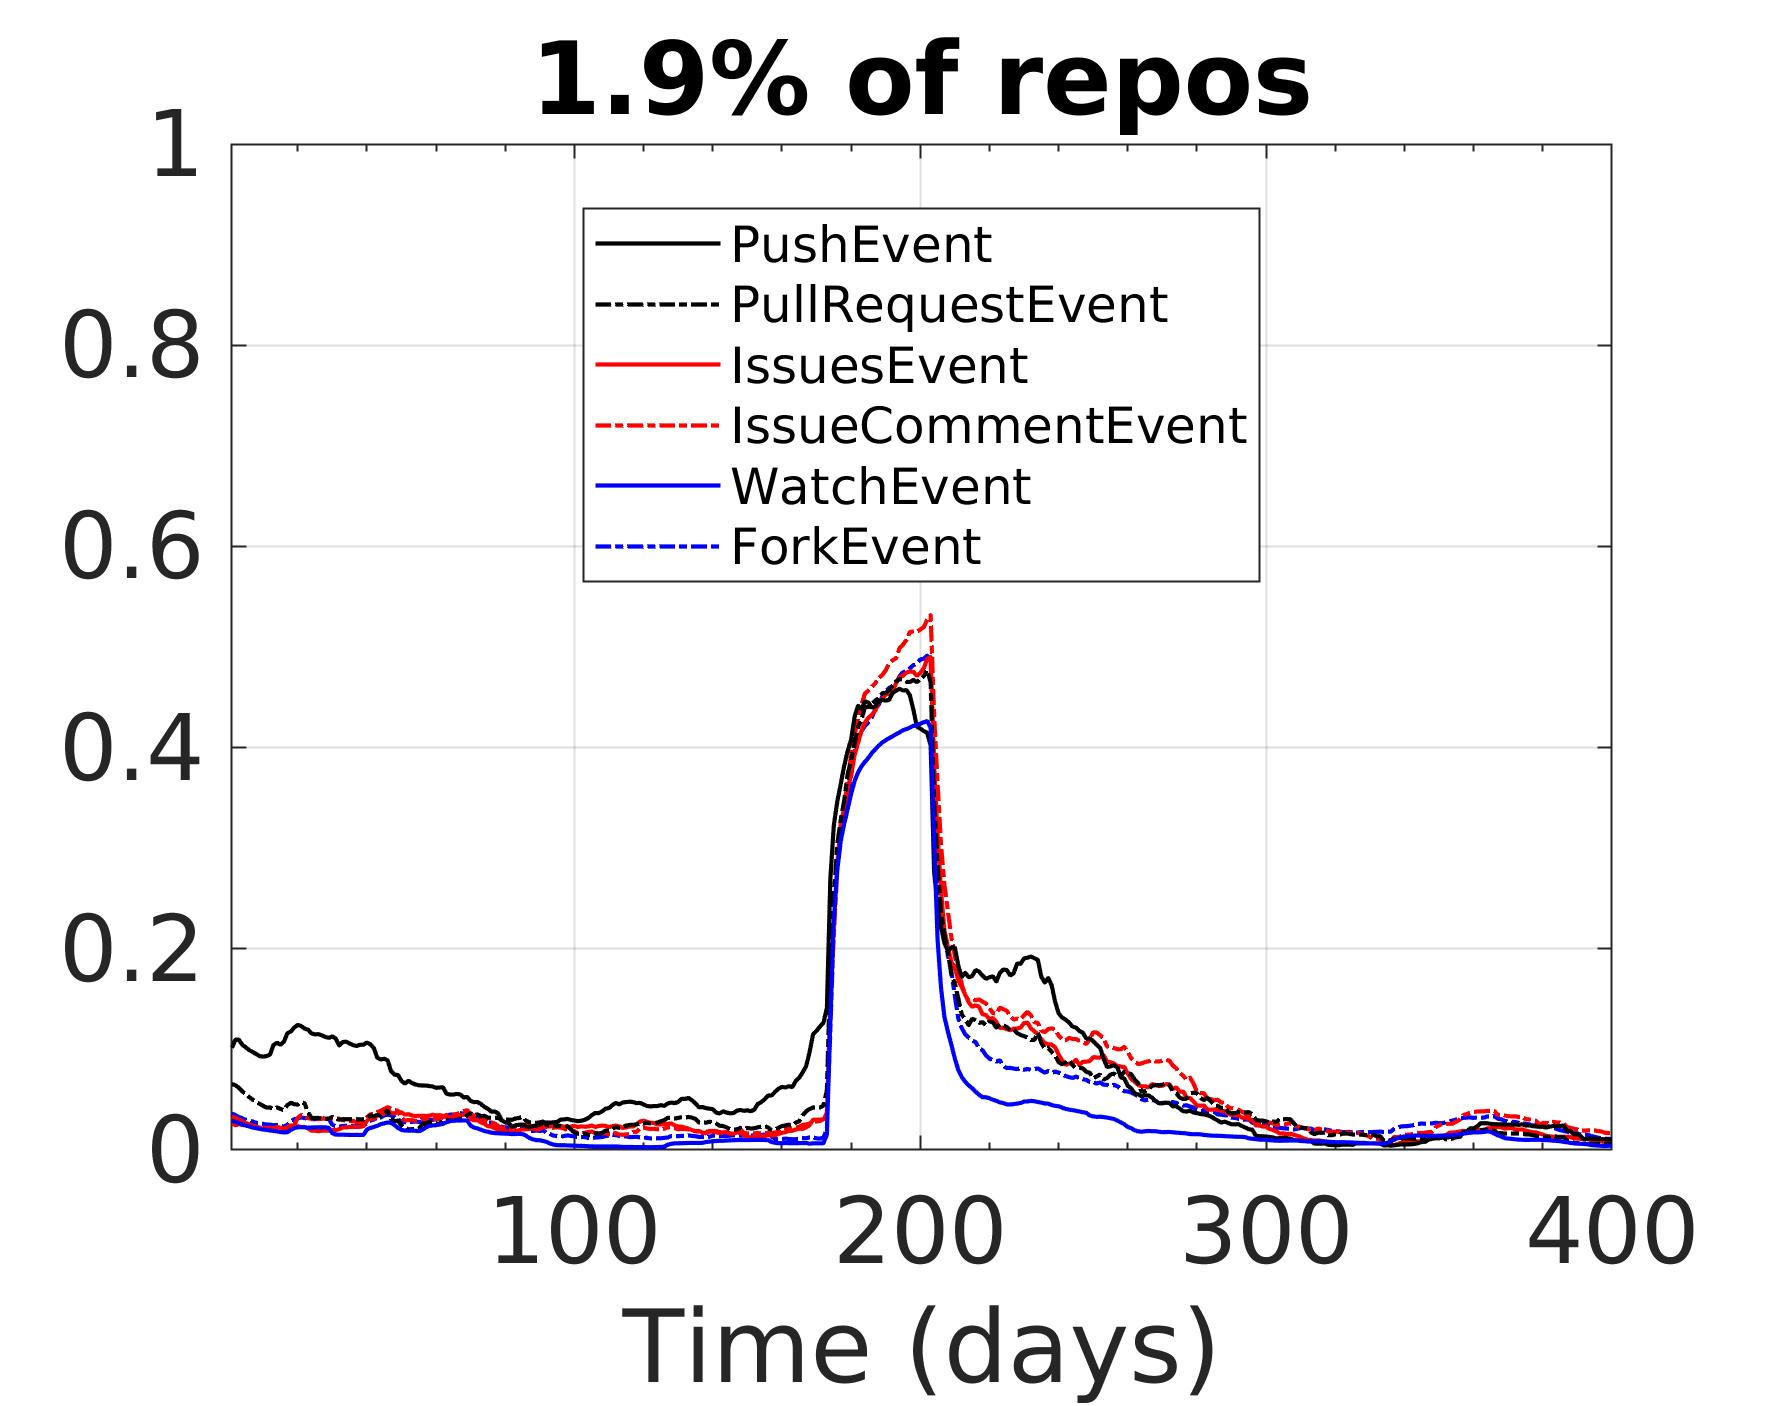 1.9% of repos
1
0.8
0.6
0.4
0.2
0
PushEvent
PullRequestEvent
IssuesEvent
IssueCommentEvent
WatchEvent
ForkEvent
100 200 300 400
Time (days)